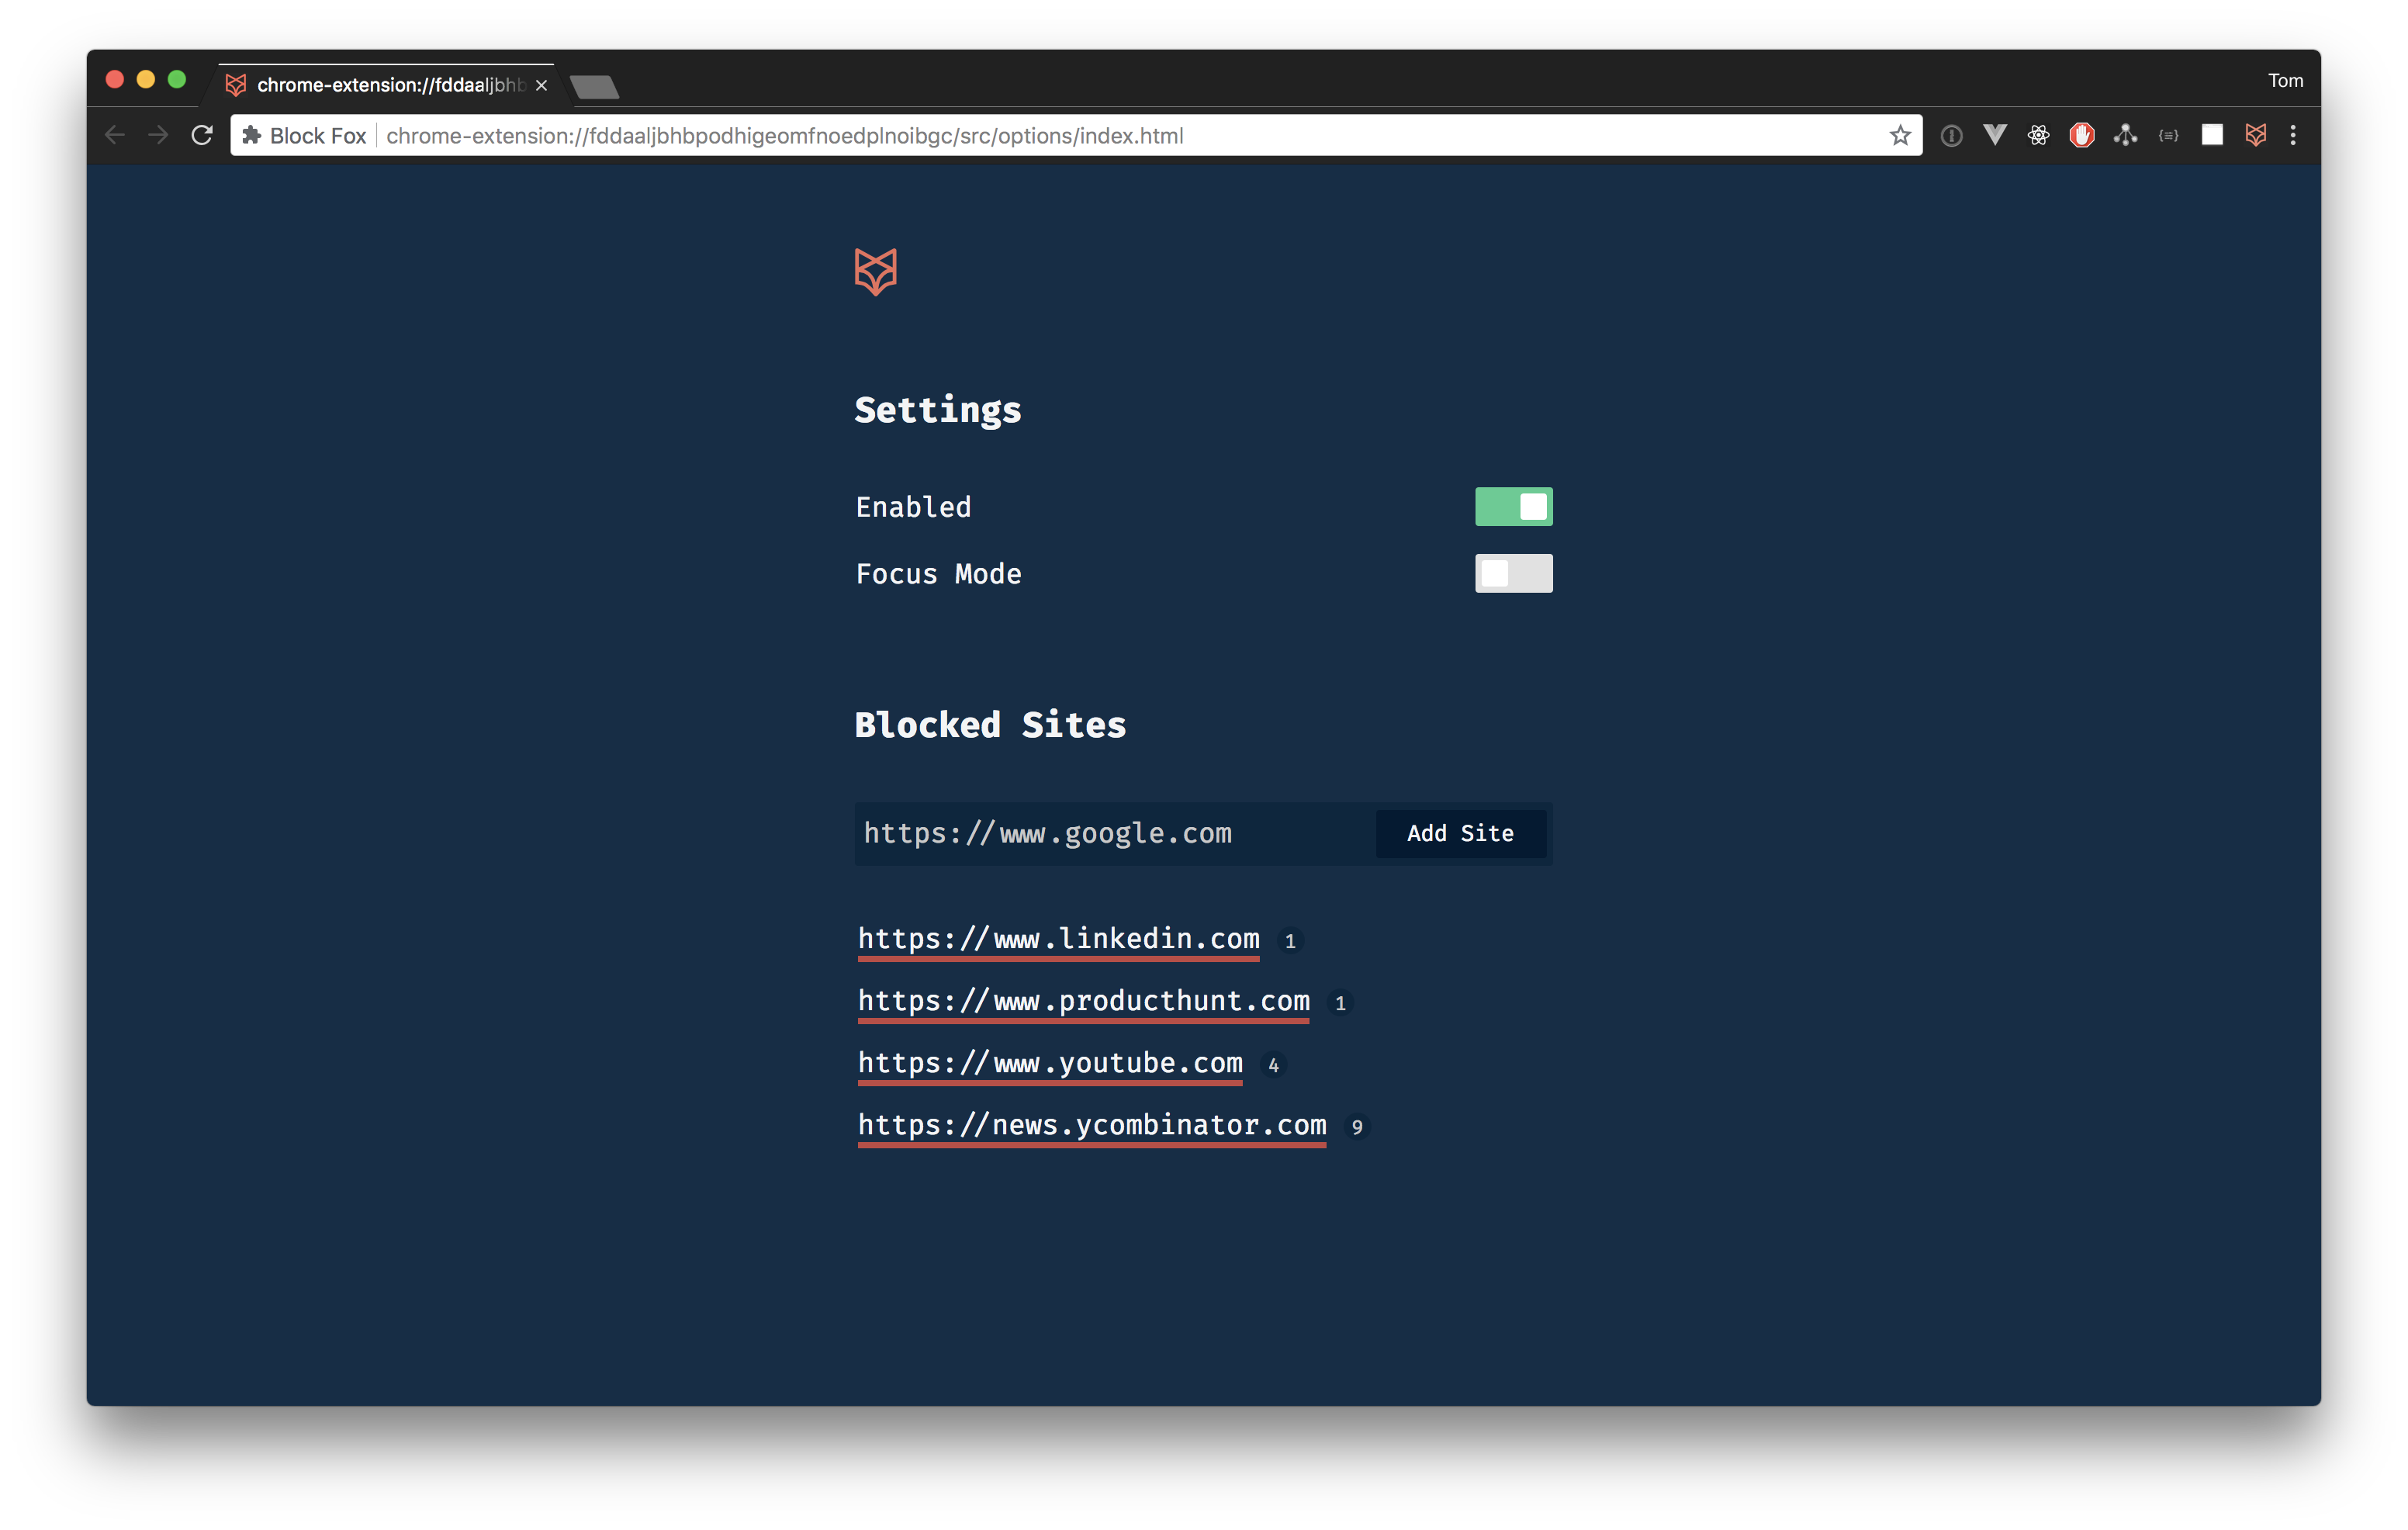 chrome-extension://fddaaljbhb
Tom
Block Fox chrome-extension://fddaaljbhbpodhigeomfnoedplnoibgc/src/options/index.html
Settings
Enabled
Focus Mode
Blocked Sites
https://www.google.com Add Site
https://www.linkedin.com 1
https://www.producthunt.com 1
https://www.youtube.com 4
https://news.ycombinator.com 9